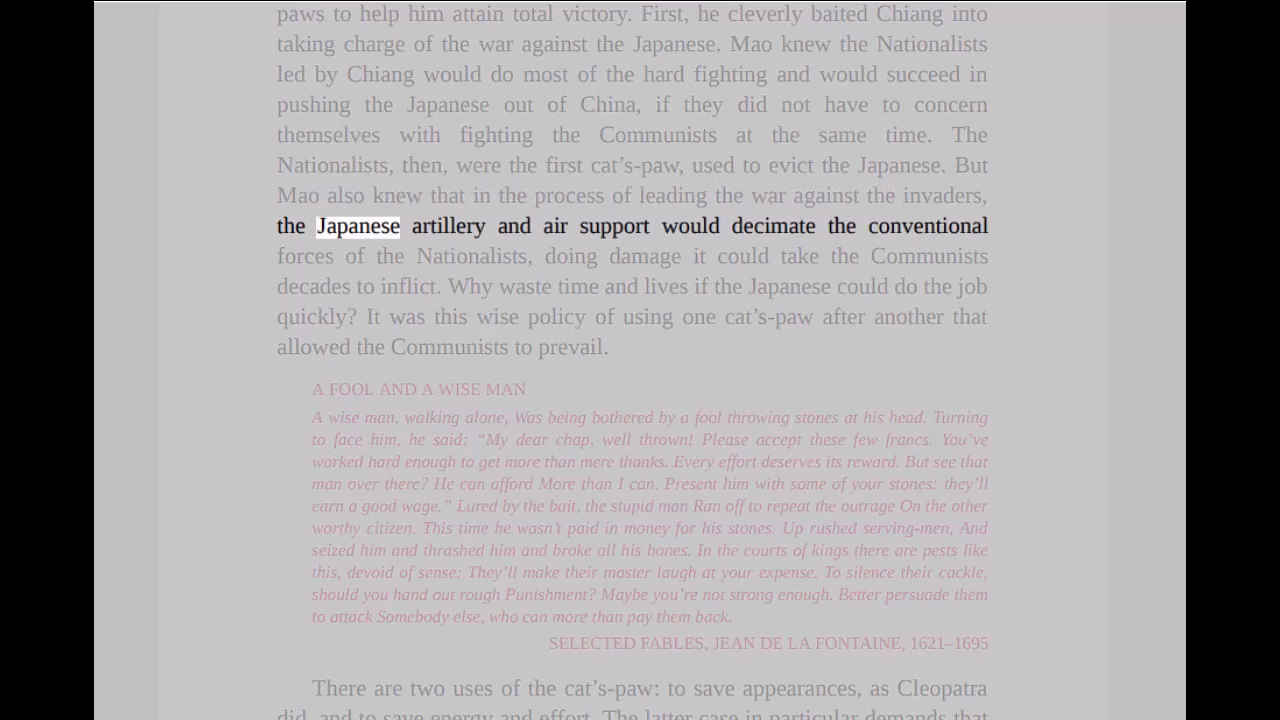 paws to help him attain total victory. First, he cleverly baited Chiang into
taking charge of the war against the Japanese. Mao knew the Nationalists
led by Chiang would do most of the hard fighting and would succeed in
pushing the Japanese out of China, if they did not have to concern
themselves with fighting the Communists at the same time. The
Nationalists, then, were the first cat’s-paw, used to evict the Japanese. But
Mao also knew that in the process of leading the war against the invaders,
the Japanese artillery and air support would decimate the conventional
forces of the Nationalists, doing damage it could take the Communists
decades to inflict. Why waste time and lives if the Japanese could do the job
quickly? It was this wise policy of using one cat’s-paw after another that
allowed the Communists to prevail.
A FOOL AND A WISE MAN
A wise man, walking alone, Was being bothered by a fool throwing stones at his head. Turning
to face him, he said: “My dear chap, well thrown! Please accept these few francs. You’ve
worked hard enough to get more than mere thanks. Every effort deserves its reward. But see that
man over there? He can afford More than I can. Present him with some of your stones: they’ll
earn a good wage.” Lured by the bait, the stupid man Ran off to repeat the outrage On the other
worthy citizen. This time he wasn’t paid in money for his stones. Up rushed serving-men, And
seized him and thrashed him and broke all his bones. In the courts of kings there are pests like
this, devoid of sense: They’ll make their master laugh at your expense. To silence their cackle,
should you hand out rough Punishment? Maybe you’re not strong enough. Better persuade them
to attack Somebody else, who can more than pay them back.
SELECTED FABLES, JEAN DE LA FONTAINE, 1621–1695
There are two uses of the cat’s-paw: to save appearances, as Cleopatra
did, and to save energy and effort. The latter case in particular demands that